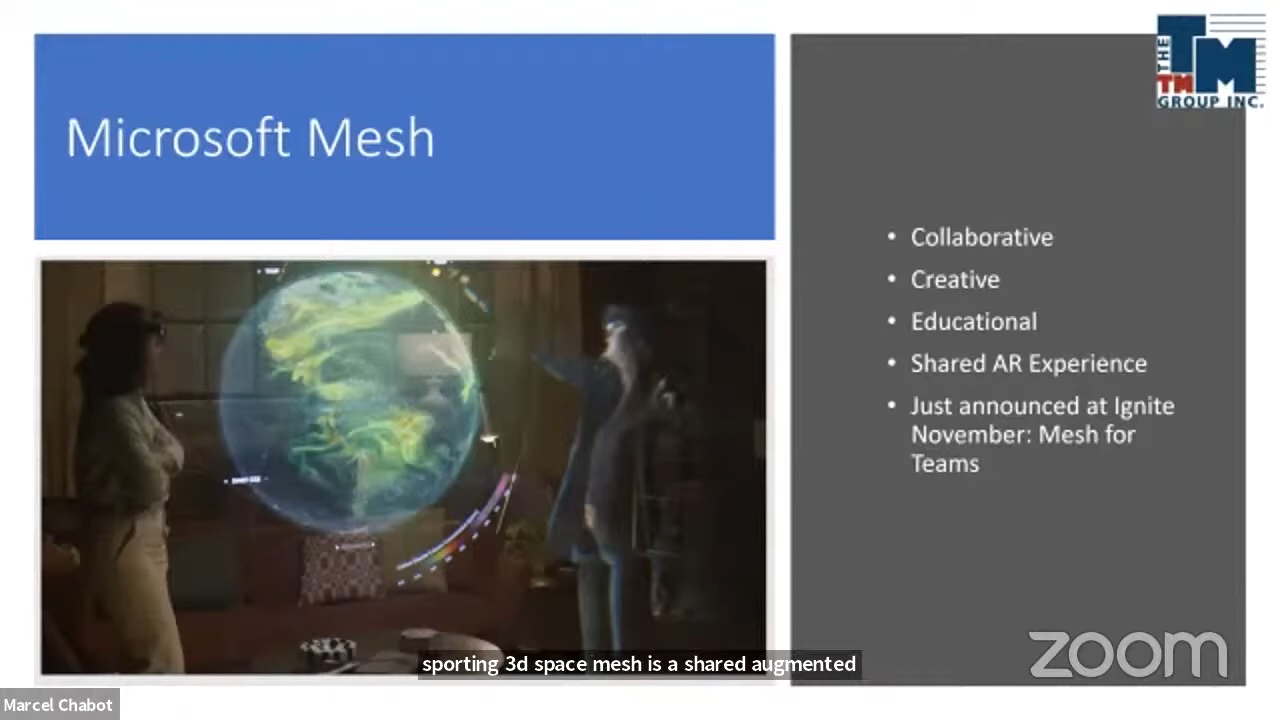 THE
TM
TM
GROUP INC.
Microsoft Mesh
• Collaborative
• Creative
• Educational
• Shared AR Experience
• Just announced at Ignite
November: Mesh for
Teams
sporting 3d space mesh is a shared augmented
zoom
Marcel Chabot